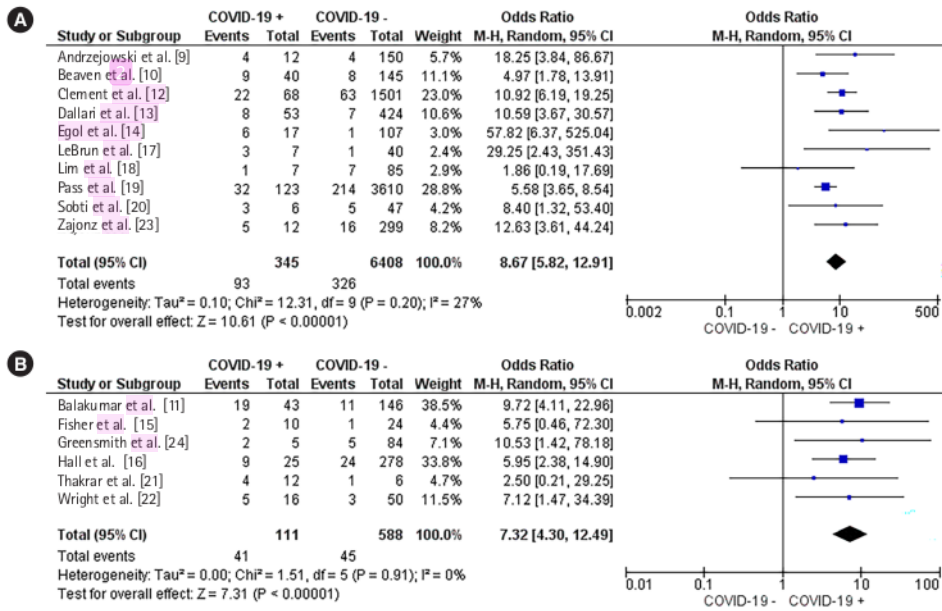 A
COVID-19 + COVID-19 - Odds Ratio Odds Ratio
Study or Subgroup Events Total Events Total Weight M-H, Random, 95% CI M-H, Random, 95% CI
Andrzejowski et al. [9] 4 12 4 150 5.7% 18.25 [3.84, 86.67]
Beaven et al. [10] 9 40 8 145 11.1% 4.97 [1.78, 13.91]
Clement et al. [12] 22 68 63 1501 23.0% 10.92 [6.19, 19.25]
Dallari et al. [13] 8 53 7 424 10.6% 10.59 [3.67, 30.57]
Egol et al. [14] 6 17 1 107 3.0% 57.82 [6.37, 525.04]
LeBrun et al. [17] 3 7 1 40 2.4% 29.25 [2.43, 351.43]
Lim et al. [18] 1 7 7 85 2.9% 1.86 [0.19, 17.69]
Pass et al. [19] 32 123 214 3610 28.8% 5.58 [3.65, 8.54]
Sobti et al. [20] 3 6 5 47 4.2% 8.40 [1.32, 53.40]
Zajonz et al. [23] 5 12 16 299 8.2% 12.63 [3.61, 44.24]
Total (95% CI) 345 6408 100.0% 8.67 [5.82, 12.91]
Total events 93 326
Heterogeneity: Tau² = 0.10; Chi² = 12.31, df = 9 (P = 0.20); I² = 27%
Test for overall effect: Z = 10.61 (P < 0.00001)
0.002 0.1 1 10 500
COVID-19 - COVID-19 +
B
COVID-19 + COVID-19 - Odds Ratio Odds Ratio
Study or Subgroup Events Total Events Total Weight M-H, Random, 95% CI M-H, Random, 95% CI
Balakumar et al. [11] 19 43 11 146 38.5% 9.72 [4.11, 22.96]
Fisher et al. [15] 2 10 1 24 4.4% 5.75 [0.46, 72.30]
Greensmith et al. [24] 2 5 5 84 7.1% 10.53 [1.42, 78.18]
Hall et al. [16] 9 25 24 278 33.8% 5.95 [2.38, 14.90]
Thakrar et al. [21] 4 12 1 6 4.7% 2.50 [0.21, 29.25]
Wright et al. [22] 5 16 3 50 11.5% 7.12 [1.47, 34.39]
Total (95% CI) 111 588 100.0% 7.32 [4.30, 12.49]
Total events 41 45
Heterogeneity: Tau² = 0.00; Chi² = 1.51, df = 5 (P = 0.91); I² = 0%
Test for overall effect: Z = 7.31 (P < 0.00001)
0.01 0.1 1 10 100
COVID-19 - COVID-19 +